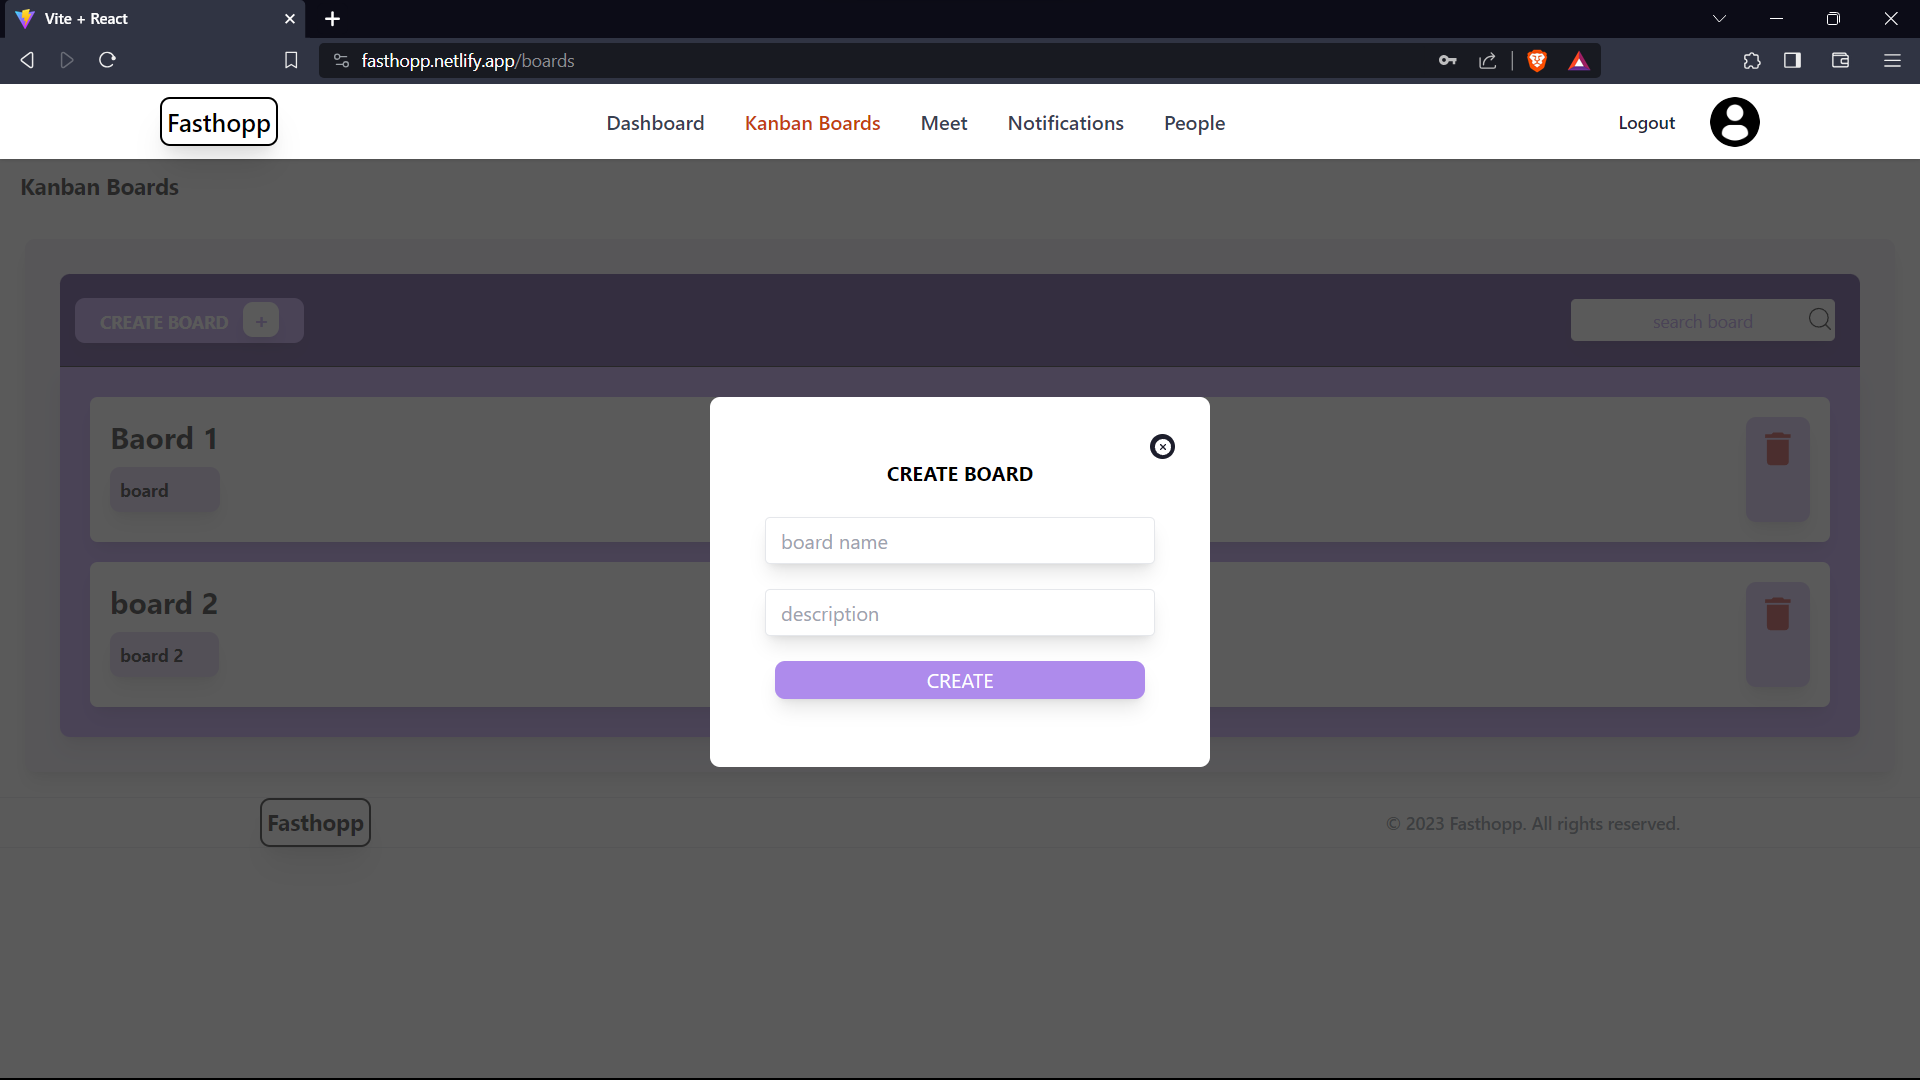 Vite + React
fasthopp.netlify.app/boards
Fasthopp
Dashboard
Kanban Boards
Meet
Notifications
People
Logout
Kanban Boards
CREATE BOARD +
search board
Baord 1
board
board 2
board 2
CREATE BOARD
board name
description
CREATE
Fasthopp
© 2023 Fasthopp. All rights reserved.